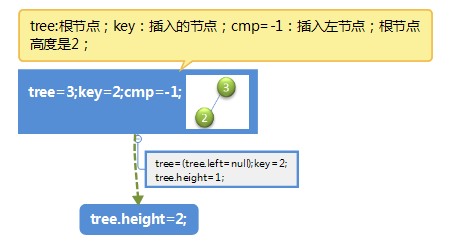 tree:根节点；key：插入的节点；cmp= -1：插入左节点；根节点
高度是2；
tree=3;key=2;cmp=-1;
3
2
tree=(tree.left=null);key=2;
tree.height=1;
tree.height=2;